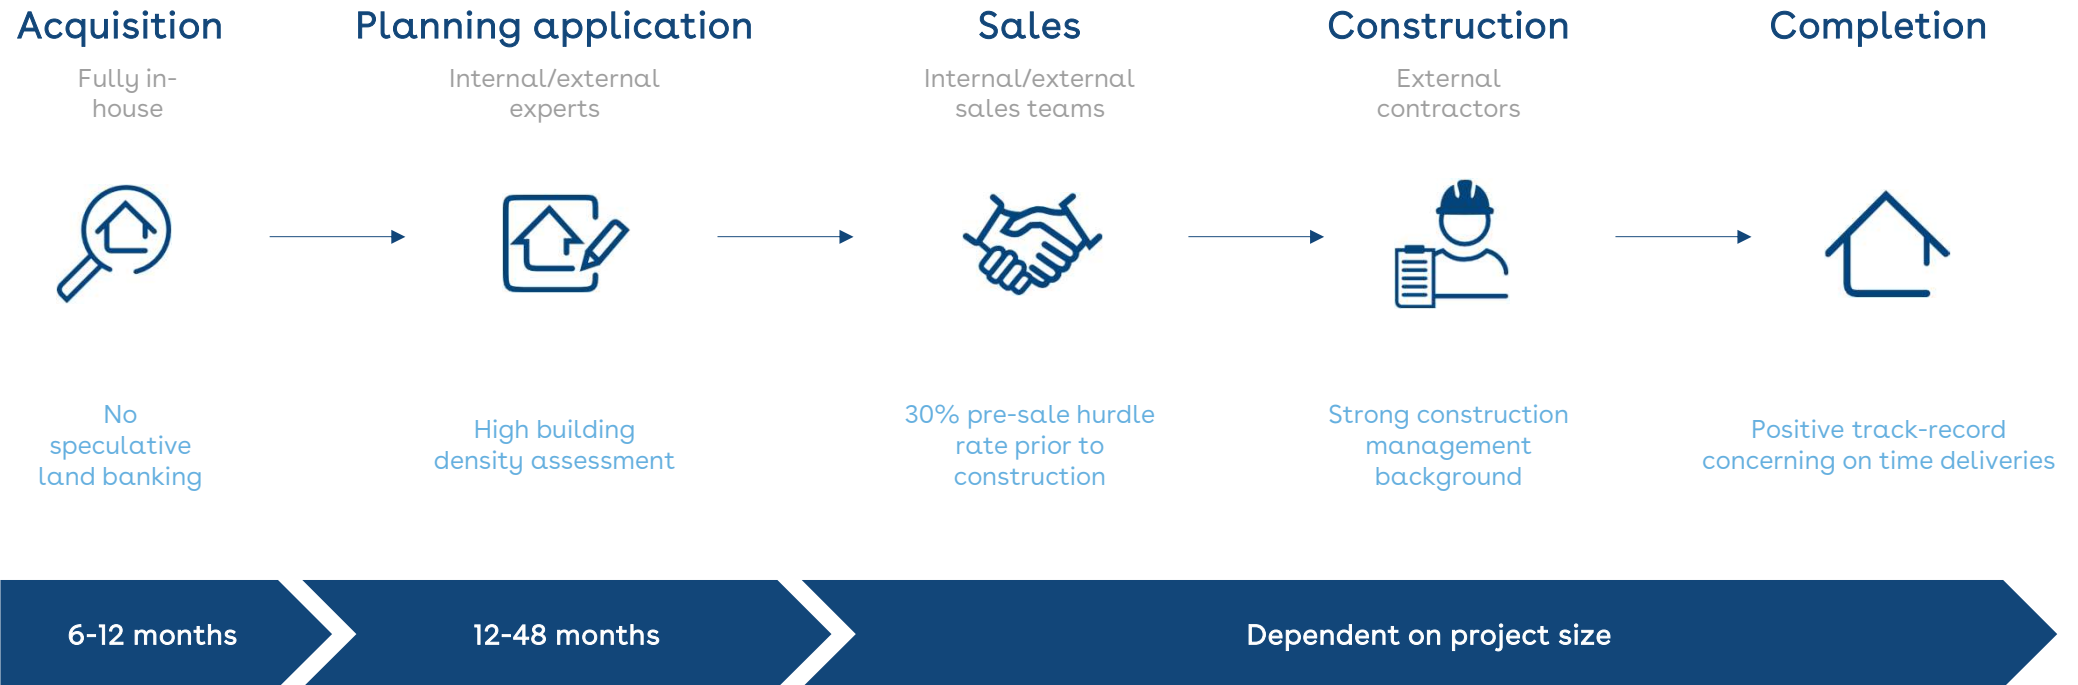 Acquisition
Fully in-
house
No
speculative
land banking
Planning application
Internal/external
experts
High building
density assessment
Sales
Internal/external
sales teams
30% pre-sale hurdle
rate prior to
construction
Construction
External
contractors
Strong construction
management
background
Completion
Positive track-record
concerning on time deliveries
6-12 months
12-48 months
Dependent on project size